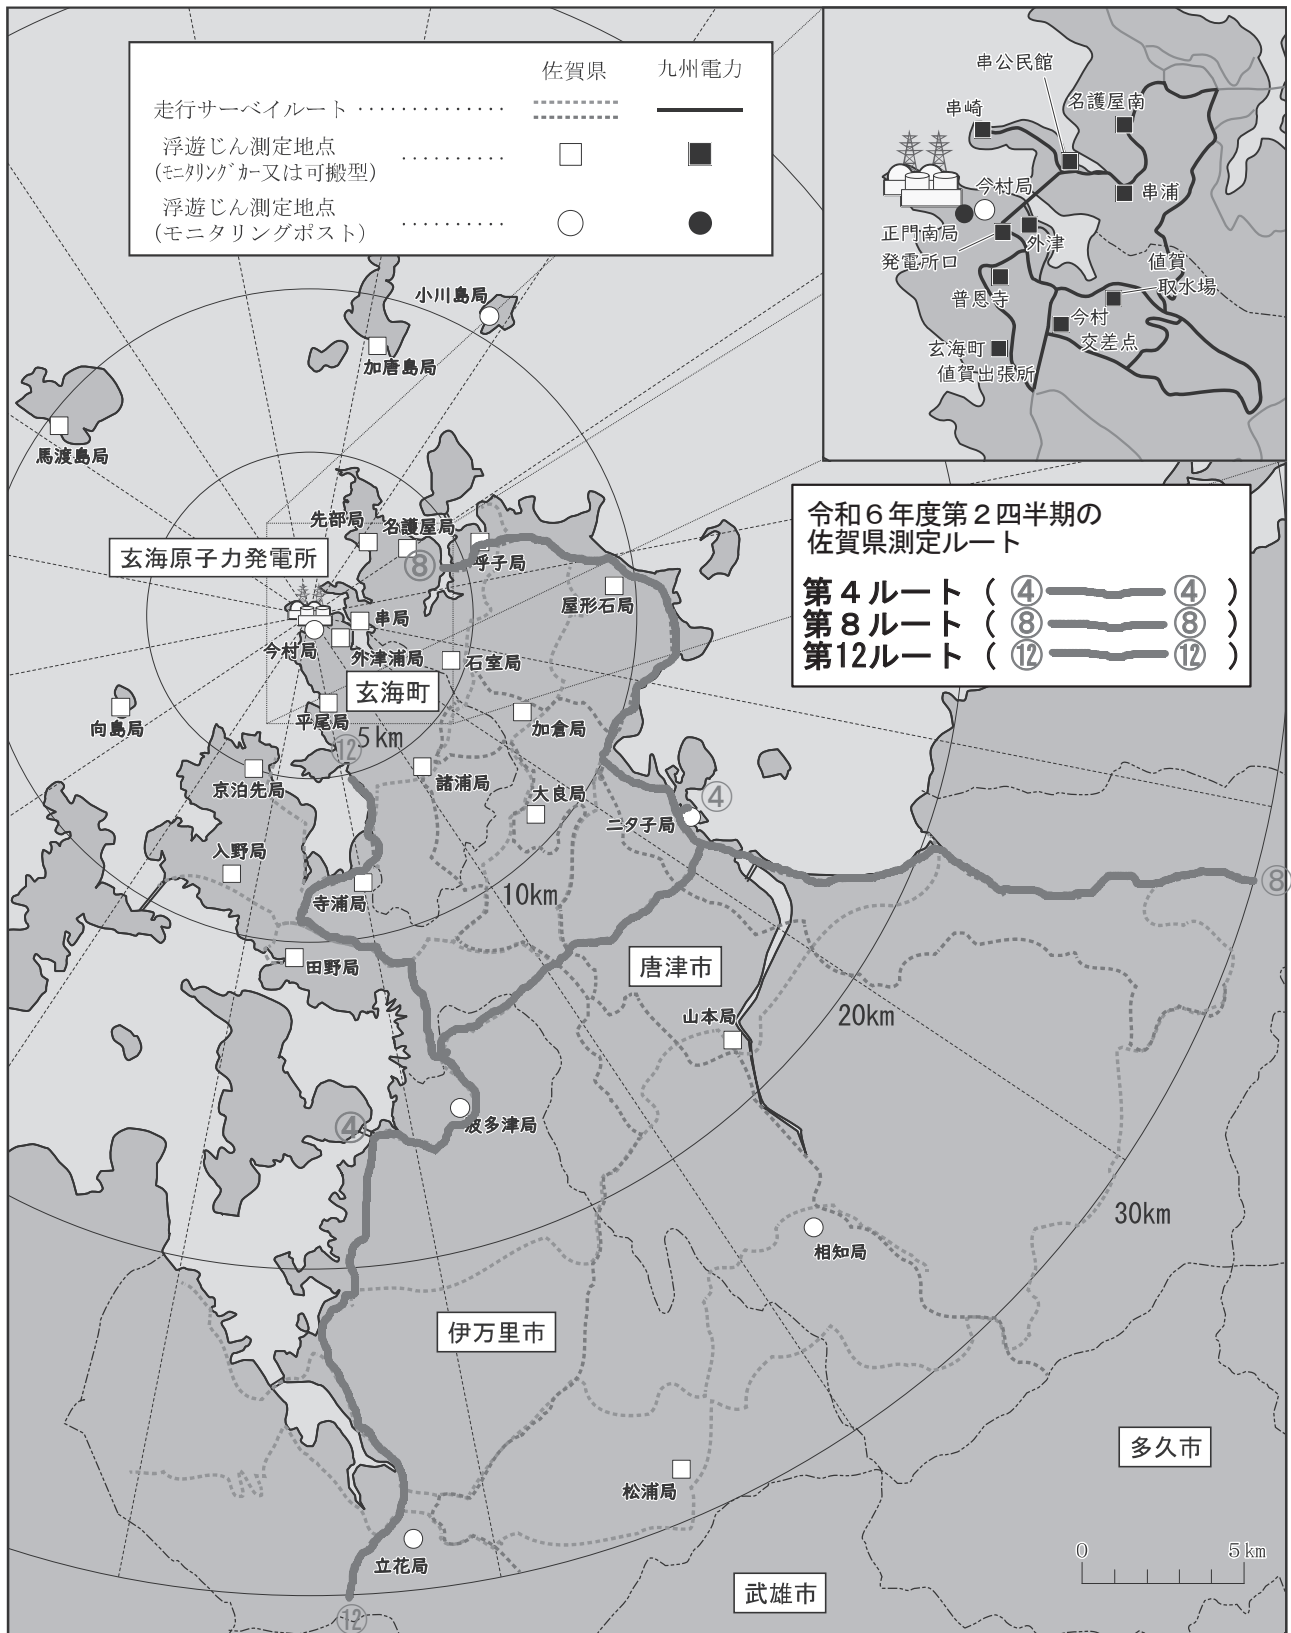 佐賀県
九州電力
走行サーベイルート
浮遊じん測定地点
(ﾓﾆﾀﾘﾝｸﾞｶｰ又は可搬型)
浮遊じん測定地点
(モニタリングポスト)
串公民館
串崎
名護屋南
今村局
串浦
正門南局
発電所口
外津
値賀
取水場
普恩寺
今村
交差点
玄海町
値賀出張所
小川島局
加唐島局
馬渡島局
令和６年度第２四半期の
佐賀県測定ルート
第４ルート（④ ④）
第８ルート（⑧ ⑧）
第12ルート（⑫ ⑫）
先部局
名護屋局
玄海原子力発電所
⑧
呼子局
屋形石局
串局
今村局
外津浦局
石室局
玄海町
向島局
平尾局
加倉局
⑫
5km
京泊先局
諸浦局
大良局
④
二タ子局
入野局
寺浦局
10km
⑧
田野局
唐津市
山本局
20km
④
波多津局
30km
相知局
伊万里市
多久市
松浦局
立花局
0
5km
武雄市
⑫